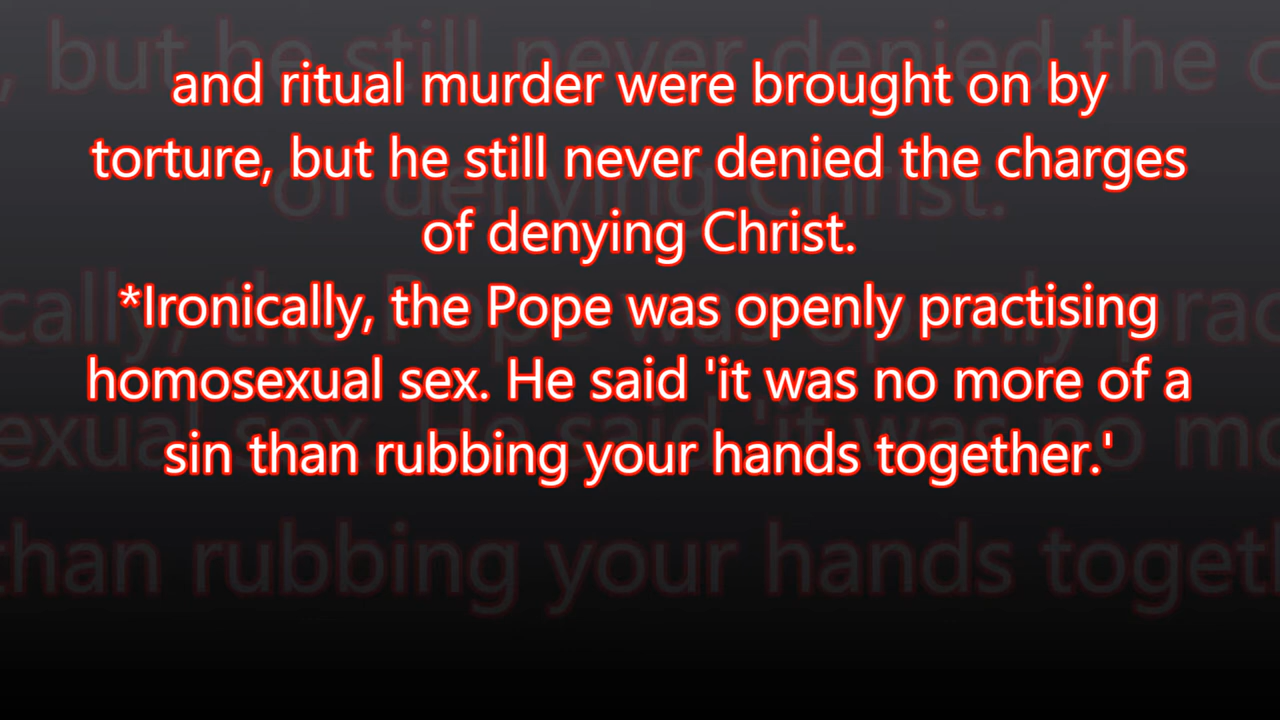 and ritual murder were brought on by
torture, but he still never denied the charges
of denying Christ.
*Ironically, the Pope was openly practising
homosexual sex. He said 'it was no more of a
sin than rubbing your hands together.'